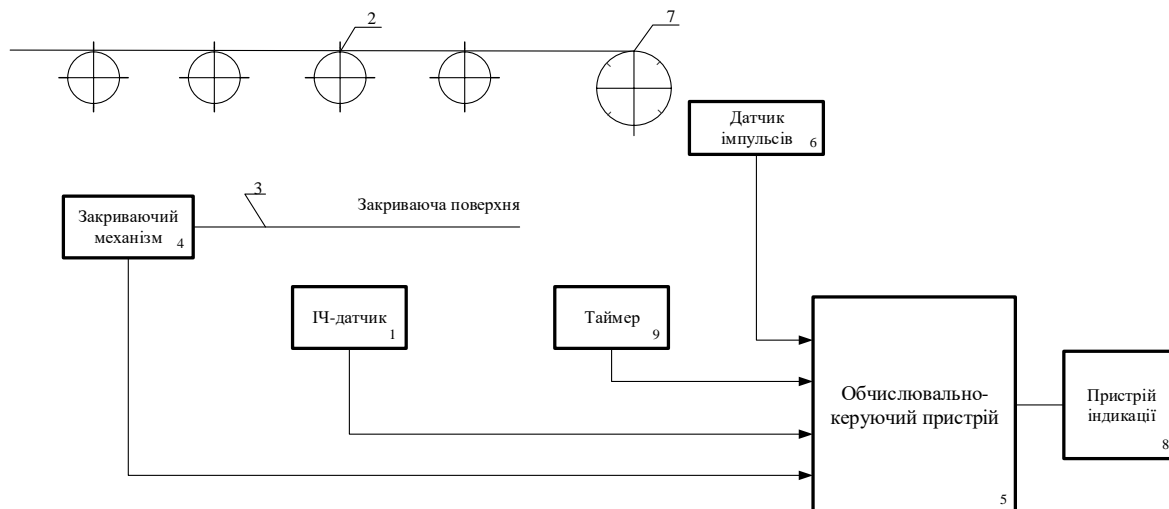 2
7
Датчик
імпульсів
6
3
Закриваюча поверхня
Закриваючий
механізм
4
ІЧ-датчик
1
Таймер
9
Обчислювально-
керуючий пристрій
5
Пристрій
індикації
8